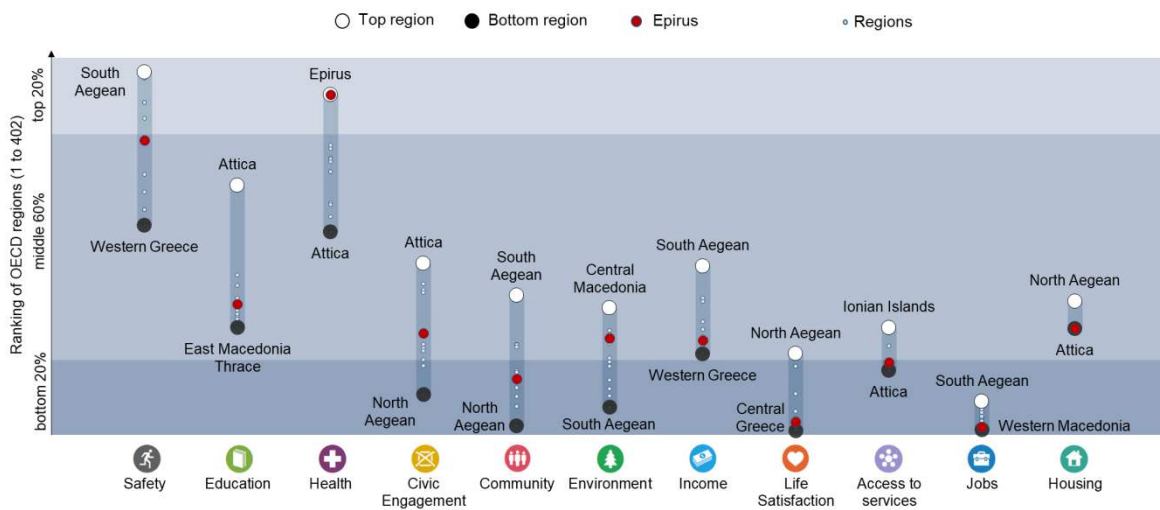 Top region
Bottom region
Epirus
Regions
Ranking of OECD regions (1 to 402)
top 20%
middle 60%
bottom 20%
South
Aegean
Western Greece
Attica
East Macedonia
Thrace
Epirus
Attica
Attica
North
Aegean
South
Aegean
North
Aegean
Central
Macedonia
South Aegean
South Aegean
Western Greece
North Aegean
Central
Greece
Ionian Islands
Attica
South Aegean
Western Macedonia
North Aegean
Attica
Safety
Education
Health
Civic
Engagement
Community
Environment
Income
Life
Satisfaction
Access to
services
Jobs
Housing